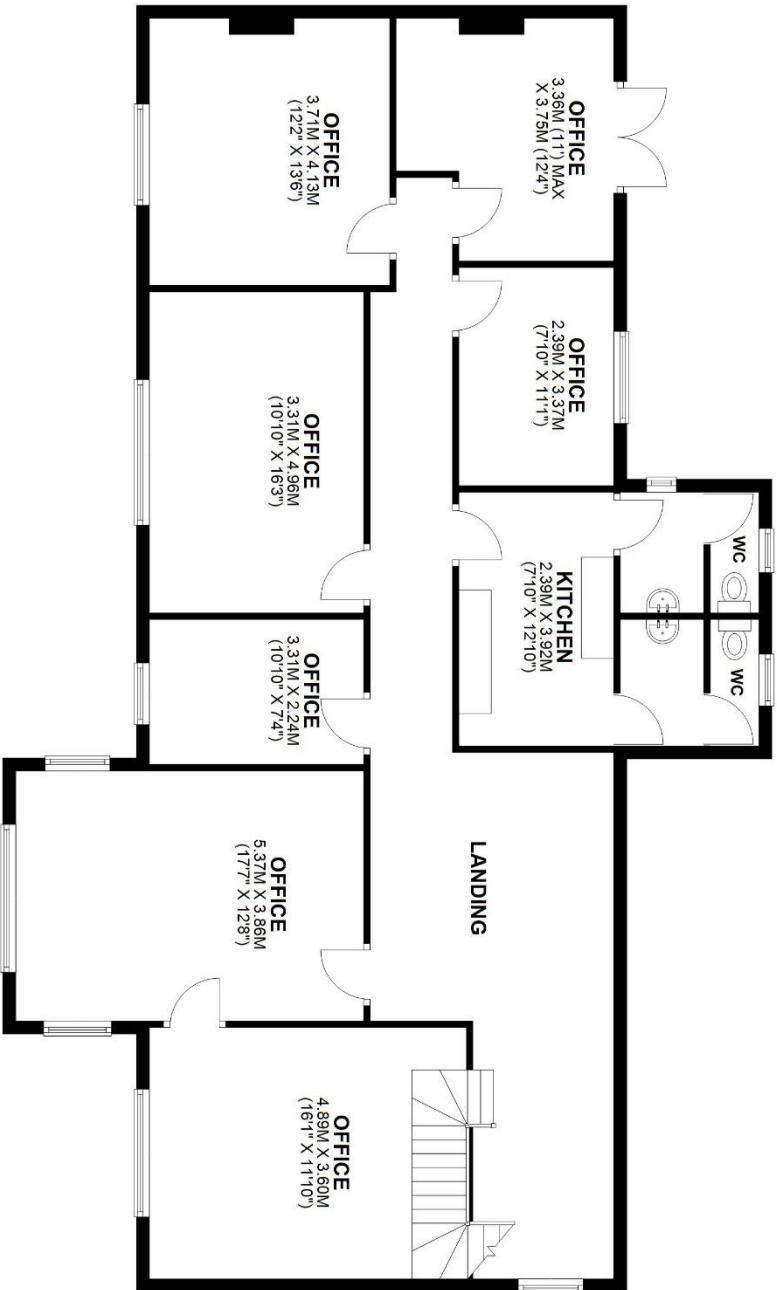 WC
WC
OFFICE
3.36M (11') MAX
X 3.75M (12'4")
OFFICE
2.39M X 3.37M
(7'10" X 11'1")
KITCHEN
2.39M X 3.92M
(7'10" X 12'10")
LANDING
OFFICE
3.71M X 4.13M
(12'2" X 13'6")
OFFICE
3.31M X 4.96M
(10'10" X 16'3")
OFFICE
3.31M X 2.24M
(10'10" X 7'4")
OFFICE
5.37M X 3.86M
(17'7" X 12'8")
OFFICE
4.89M X 3.60M
(16'1" X 11'10")